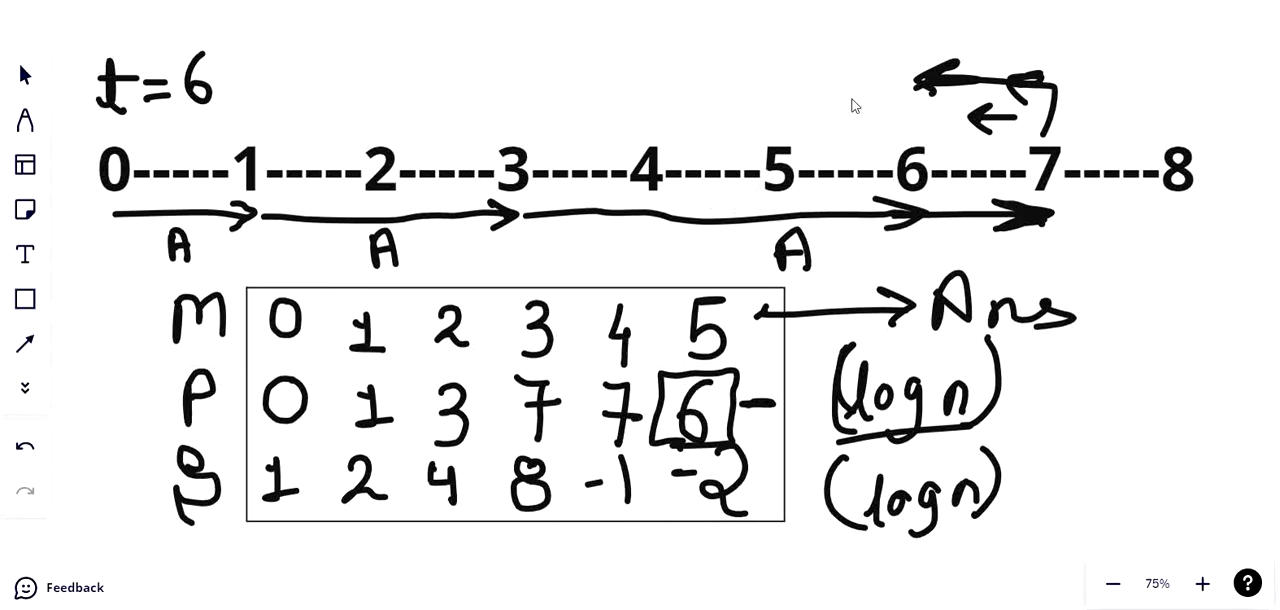 t=6
0-----1-----2-----3-----4-----5-----6-----7-----8
A A A
M 0 1 2 3 4 5 Ans
P 0 1 3 7 7 6 - (log n)
S 1 2 4 8 -1 -2 (log n)
Feedback
75%